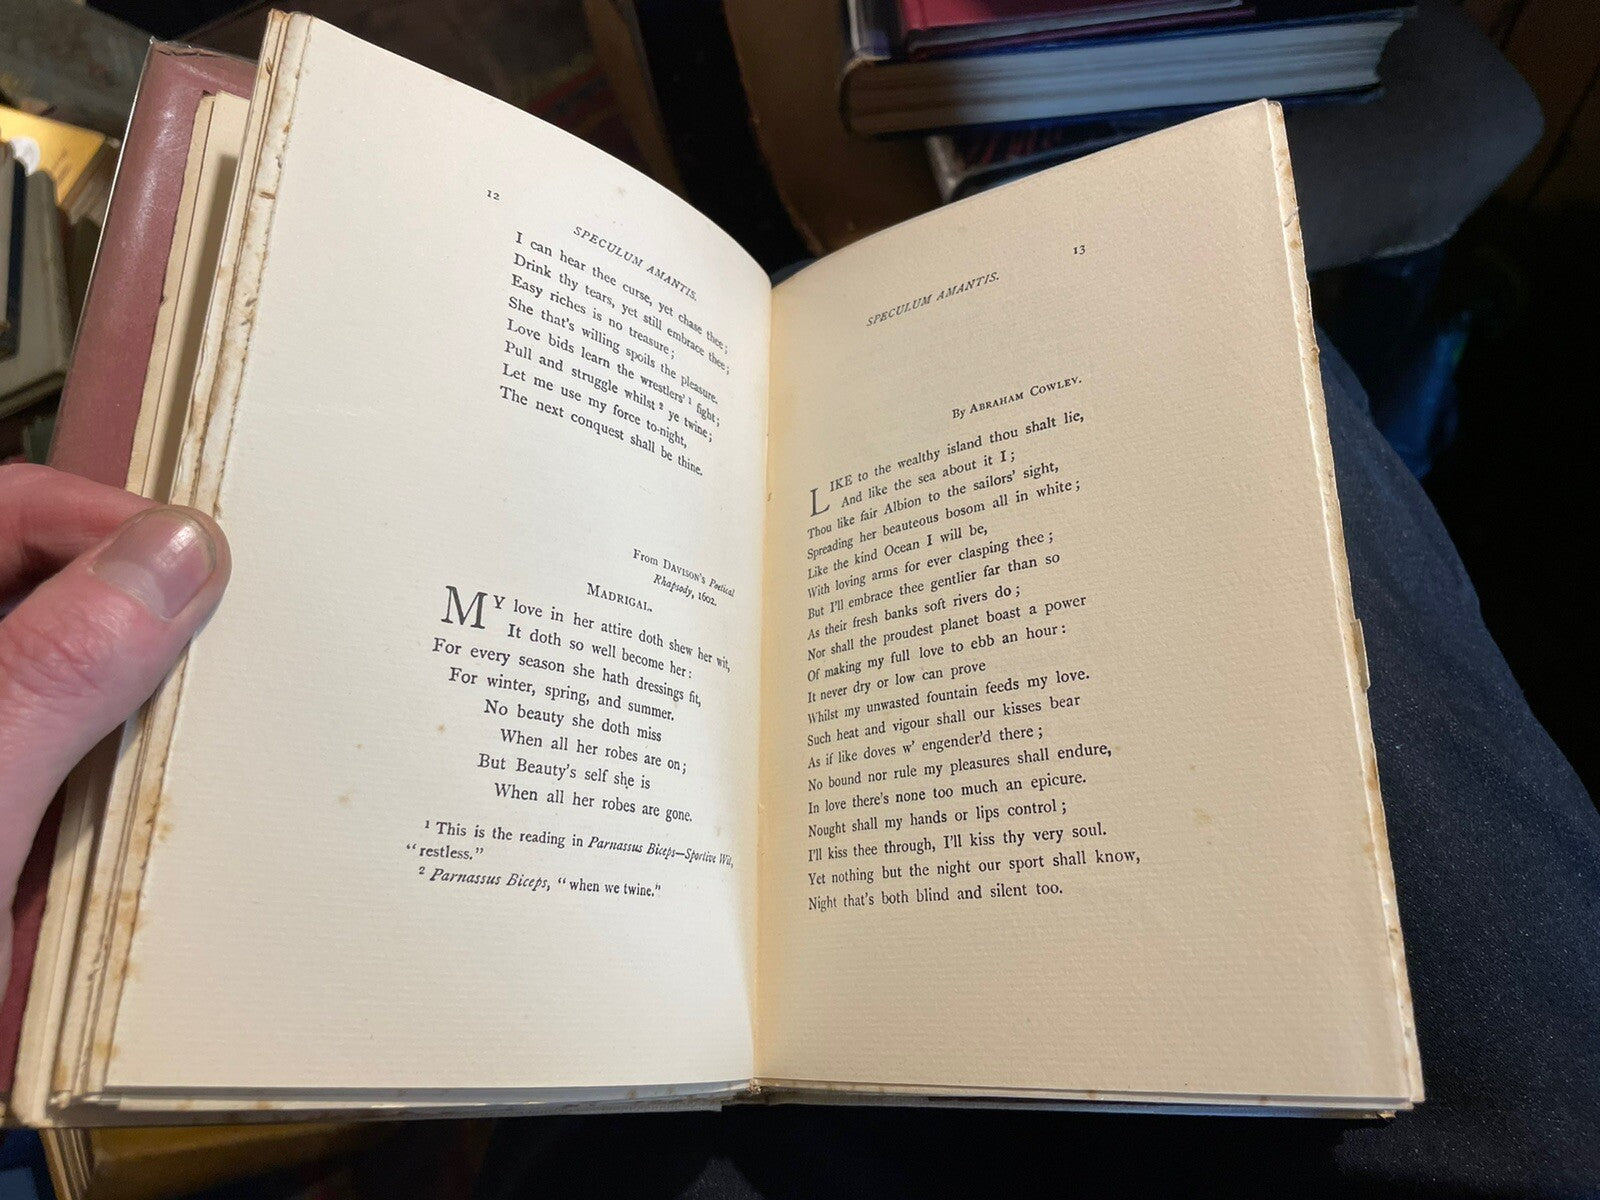 12
SPECULUM AMANTIS.
I can hear thee curse, yet chase thee;
Drink thy tears, yet still embrace thee;
Easy riches is no treasure;
She that's willing spoils the pleasure.
Love bids learn the wrestlers' ¹ fight;
Pull and struggle whilst ² ye twine;
Let me use my force to-night,
The next conquest shall be thine.
From DAVISON'S Poetical
Rhapsody, 1602.
MADRIGAL.
MY love in her attire doth shew her wit,
It doth so well become her:
For every season she hath dressings fit,
For winter, spring, and summer.
No beauty she doth miss
When all her robes are on;
But Beauty's self she is
When all her robes are gone.
¹ This is the reading in Parnassus Biceps—Sportive Wit,
"restless."
² Parnassus Biceps, "when we twine."
13
SPECULUM AMANTIS.
By ABRAHAM COWLEY.
LIKE to the wealthy island thou shalt lie,
And like the sea about it I;
Thou like fair Albion to the sailors' sight,
Spreading her beauteous bosom all in white;
Like the kind Ocean I will be,
With loving arms for ever clasping thee;
But I'll embrace thee gentlier far than so
As their fresh banks soft rivers do;
Nor shall the proudest planet boast a power
Of making my full love to ebb an hour:
It never dry or low can prove
Whilst my unwasted fountain feeds my love.
Such heat and vigour shall our kisses bear
As if like doves w' engender'd there;
No bound nor rule my pleasures shall endure,
In love there's none too much an epicure.
Nought shall my hands or lips control;
I'll kiss thee through, I'll kiss thy very soul.
Yet nothing but the night our sport shall know,
Night that's both blind and silent too.